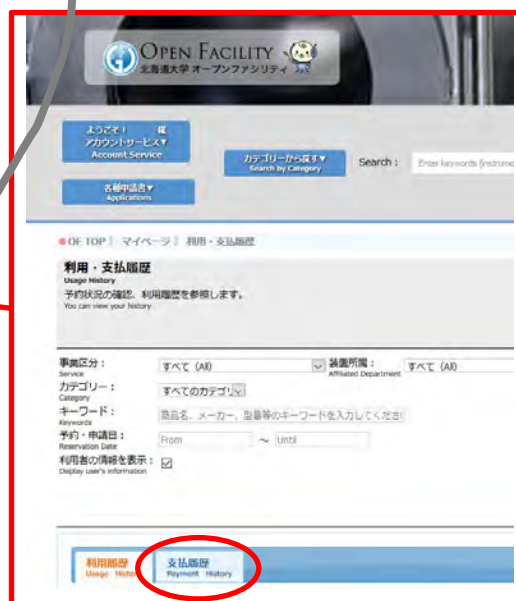 OPEN FACILITY
北海道大学 オープンファシリティ
ようこそ! 様
アカウントサービス▼
Account Service
カテゴリーから探す▼
Search by Category
Search :
Enter keywords (instrume
各種申請書▼
Applications
OF TOP | マイページ | 利用・支払履歴
利用・支払履歴
Usage History
予約状況の確認、利用履歴を参照します。
You can view your history
事業区分:
Service
すべて (All)
装置所属:
Affiliated Department
すべて (All)
カテゴリー:
Category
すべてのカテゴリ
キーワード:
Keywords
商品名、メーカー、型番等のキーワードを入力してくださ
予約・申請日:
Reservation Date
From
~
Until
利用者の情報を表示:
Display user's information
利用履歴
Usage History
支払履歴
Payment History